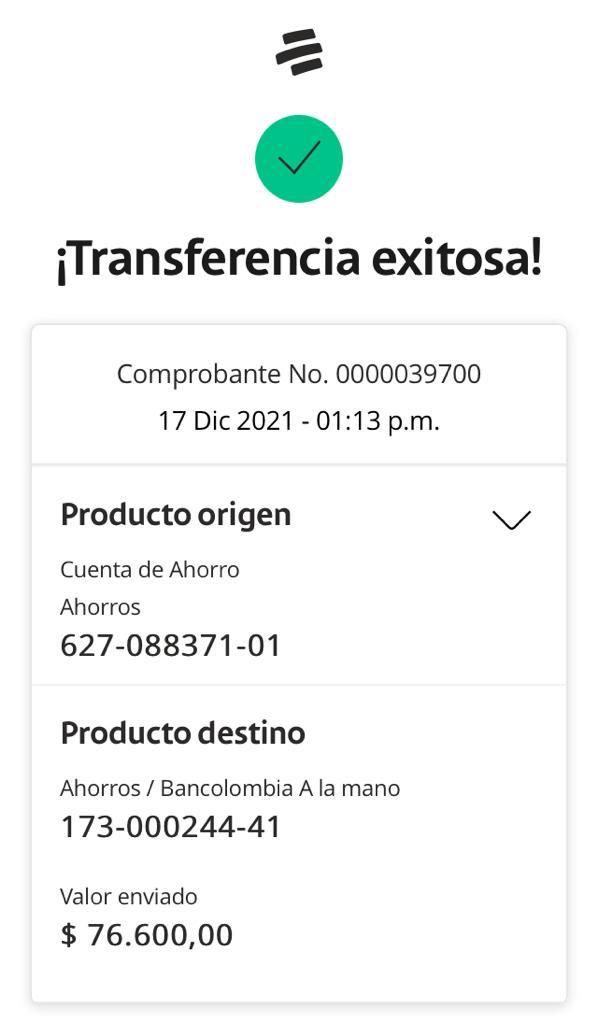 ¡Transferencia exitosa!
Comprobante No. 0000039700
17 Dic 2021 - 01:13 p.m.
Producto origen
Cuenta de Ahorro
Ahorros
627-088371-01
Producto destino
Ahorros / Bancolombia A la mano
173-000244-41
Valor enviado
$ 76.600,00